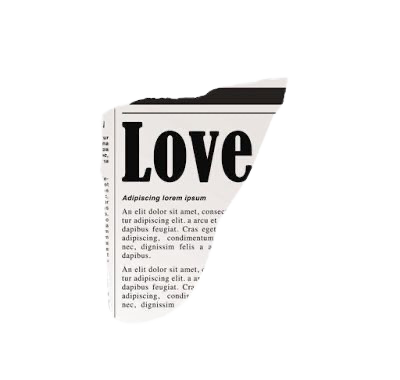 Love
Adipiscing lorem ipsum
An elit dolor sit amet, consec
tur adipiscing elit. a arcu et
dapibus feugiat. Cras eget
adipiscing, condimentum
nec, dignissim felis a
dapibus.
An elit dolor sit amet,
tur adipiscing elit. a
dapibus feugiat. Cras
adipiscing, condim
nec, dignissim